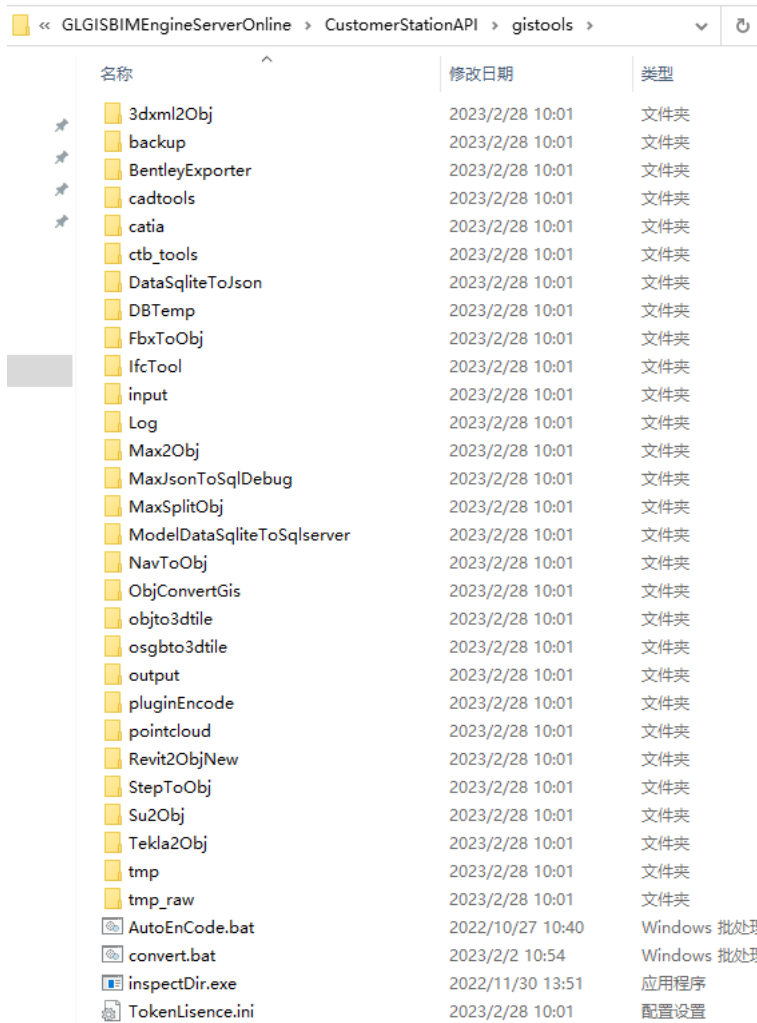 « GLGISBIMEngineServerOnline › CustomerStationAPI › gistools ›
名称 修改日期 类型
3dxml2Obj 2023/2/28 10:01 文件夹
backup 2023/2/28 10:01 文件夹
BentleyExporter 2023/2/28 10:01 文件夹
cadtools 2023/2/28 10:01 文件夹
catia 2023/2/28 10:01 文件夹
ctb_tools 2023/2/28 10:01 文件夹
DataSqliteToJson 2023/2/28 10:01 文件夹
DBTemp 2023/2/28 10:01 文件夹
FbxToObj 2023/2/28 10:01 文件夹
IfcTool 2023/2/28 10:01 文件夹
input 2023/2/28 10:01 文件夹
Log 2023/2/28 10:01 文件夹
Max2Obj 2023/2/28 10:01 文件夹
MaxJsonToSqlDebug 2023/2/28 10:01 文件夹
MaxSplitObj 2023/2/28 10:01 文件夹
ModelDataSqliteToSqlserver 2023/2/28 10:01 文件夹
NavToObj 2023/2/28 10:01 文件夹
ObjConvertGis 2023/2/28 10:01 文件夹
objto3dtile 2023/2/28 10:01 文件夹
osgbto3dtile 2023/2/28 10:01 文件夹
output 2023/2/28 10:01 文件夹
pluginEncode 2023/2/28 10:01 文件夹
pointcloud 2023/2/28 10:01 文件夹
Revit2ObjNew 2023/2/28 10:01 文件夹
StepToObj 2023/2/28 10:01 文件夹
Su2Obj 2023/2/28 10:01 文件夹
Tekla2Obj 2023/2/28 10:01 文件夹
tmp 2023/2/28 10:01 文件夹
tmp_raw 2023/2/28 10:01 文件夹
AutoEnCode.bat 2022/10/27 10:40 Windows 批处理
convert.bat 2023/2/2 10:54 Windows 批处理
inspectDir.exe 2022/11/30 13:51 应用程序
TokenLisence.ini 2023/2/28 10:01 配置设置